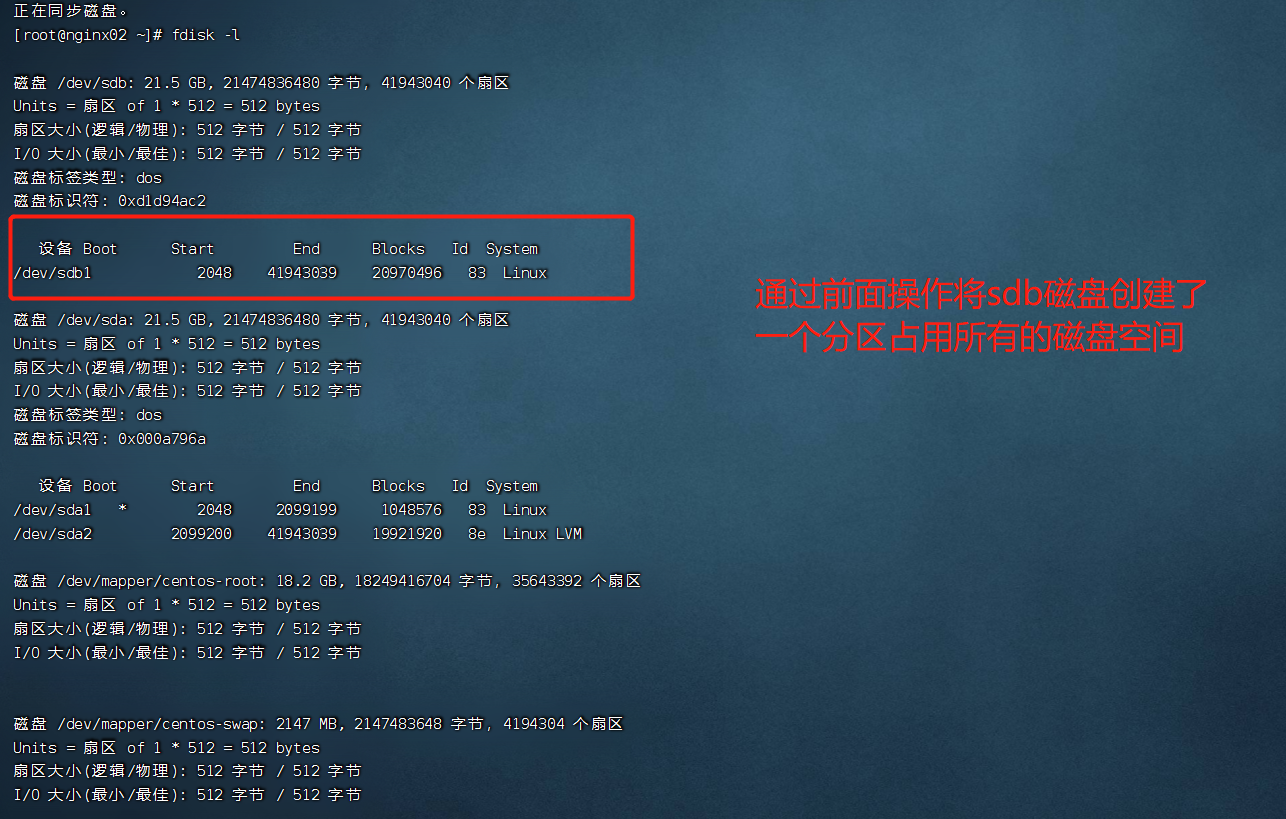 正在同步磁盘。
[root@nginx02 ~]# fdisk -l
磁盘 /dev/sdb: 21.5 GB, 21474836480 字节, 41943040 个扇区
Units = 扇区 of 1 * 512 = 512 bytes
扇区大小(逻辑/物理): 512 字节 / 512 字节
I/O 大小(最小/最佳): 512 字节 / 512 字节
磁盘标签类型: dos
磁盘标识符: 0xd1d94ac2
设备 Boot      Start         End      Blocks   Id  System
/dev/sdb1            2048    41943039    20970496   83  Linux
通过前面操作将sdb磁盘创建了
一个分区占用所有的磁盘空间
磁盘 /dev/sda: 21.5 GB, 21474836480 字节, 41943040 个扇区
Units = 扇区 of 1 * 512 = 512 bytes
扇区大小(逻辑/物理): 512 字节 / 512 字节
I/O 大小(最小/最佳): 512 字节 / 512 字节
磁盘标签类型: dos
磁盘标识符: 0x000a796a
设备 Boot      Start         End      Blocks   Id  System
/dev/sda1   *        2048     2099199     1048576   83  Linux
/dev/sda2         2099200    41943039    19921920   8e  Linux LVM
磁盘 /dev/mapper/centos-root: 18.2 GB, 18249416704 字节, 35643392 个扇区
Units = 扇区 of 1 * 512 = 512 bytes
扇区大小(逻辑/物理): 512 字节 / 512 字节
I/O 大小(最小/最佳): 512 字节 / 512 字节
磁盘 /dev/mapper/centos-swap: 2147 MB, 2147483648 字节, 4194304 个扇区
Units = 扇区 of 1 * 512 = 512 bytes
扇区大小(逻辑/物理): 512 字节 / 512 字节
I/O 大小(最小/最佳): 512 字节 / 512 字节